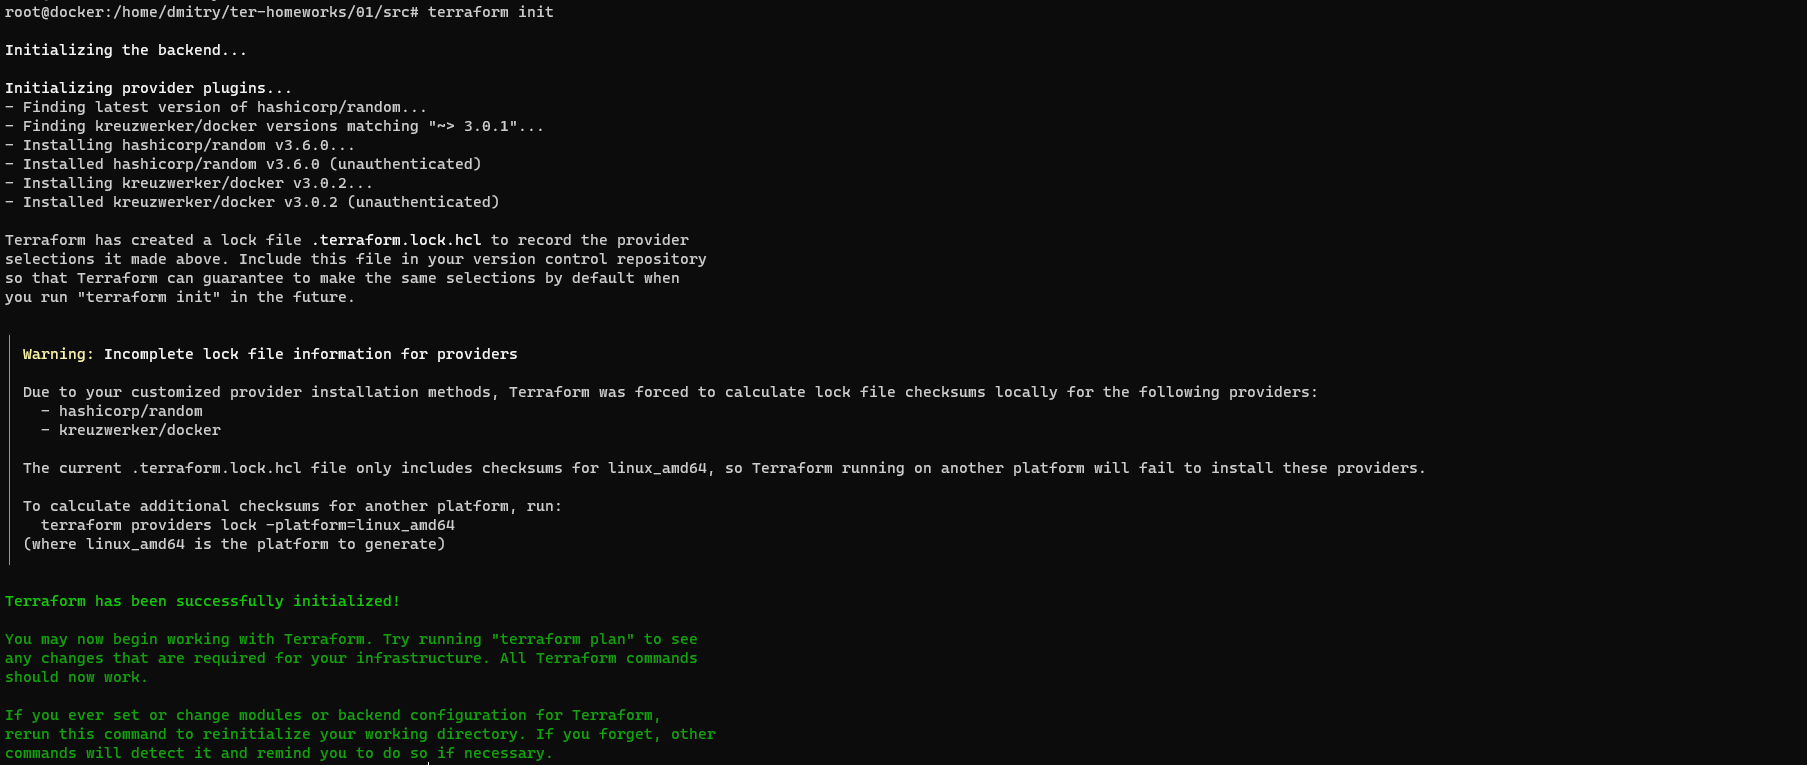 root@docker:/home/dmitry/ter-homeworks/01/src# terraform init
Initializing the backend...
Initializing provider plugins...
- Finding latest version of hashicorp/random...
- Finding kreuzwerker/docker versions matching "~> 3.0.1"...
- Installing hashicorp/random v3.6.0...
- Installed hashicorp/random v3.6.0 (unauthenticated)
- Installing kreuzwerker/docker v3.0.2...
- Installed kreuzwerker/docker v3.0.2 (unauthenticated)
Terraform has created a lock file .terraform.lock.hcl to record the provider
selections it made above. Include this file in your version control repository
so that Terraform can guarantee to make the same selections by default when
you run "terraform init" in the future.
Warning: Incomplete lock file information for providers
Due to your customized provider installation methods, Terraform was forced to calculate lock file checksums locally for the following providers:
- hashicorp/random
- kreuzwerker/docker
The current .terraform.lock.hcl file only includes checksums for linux_amd64, so Terraform running on another platform will fail to install these providers.
To calculate additional checksums for another platform, run:
terraform providers lock -platform=linux_amd64
(where linux_amd64 is the platform to generate)
Terraform has been successfully initialized!
You may now begin working with Terraform. Try running "terraform plan" to see
any changes that are required for your infrastructure. All Terraform commands
should now work.
If you ever set or change modules or backend configuration for Terraform,
rerun this command to reinitialize your working directory. If you forget, other
commands will detect it and remind you to do so if necessary.